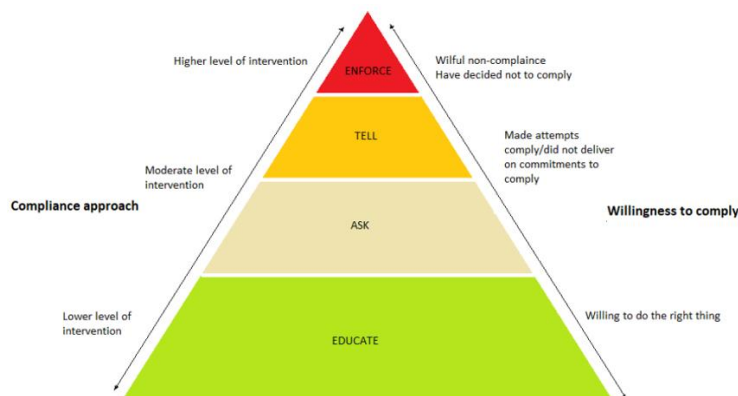 Higher level of intervention
ENFORCE
Wilful non-complaince
Have decided not to comply
TELL
Made attempts
comply/did not deliver
on commitments to
comply
Moderate level of
intervention
Compliance approach
Willingness to comply
ASK
Lower level of
intervention
Willing to do the right thing
EDUCATE